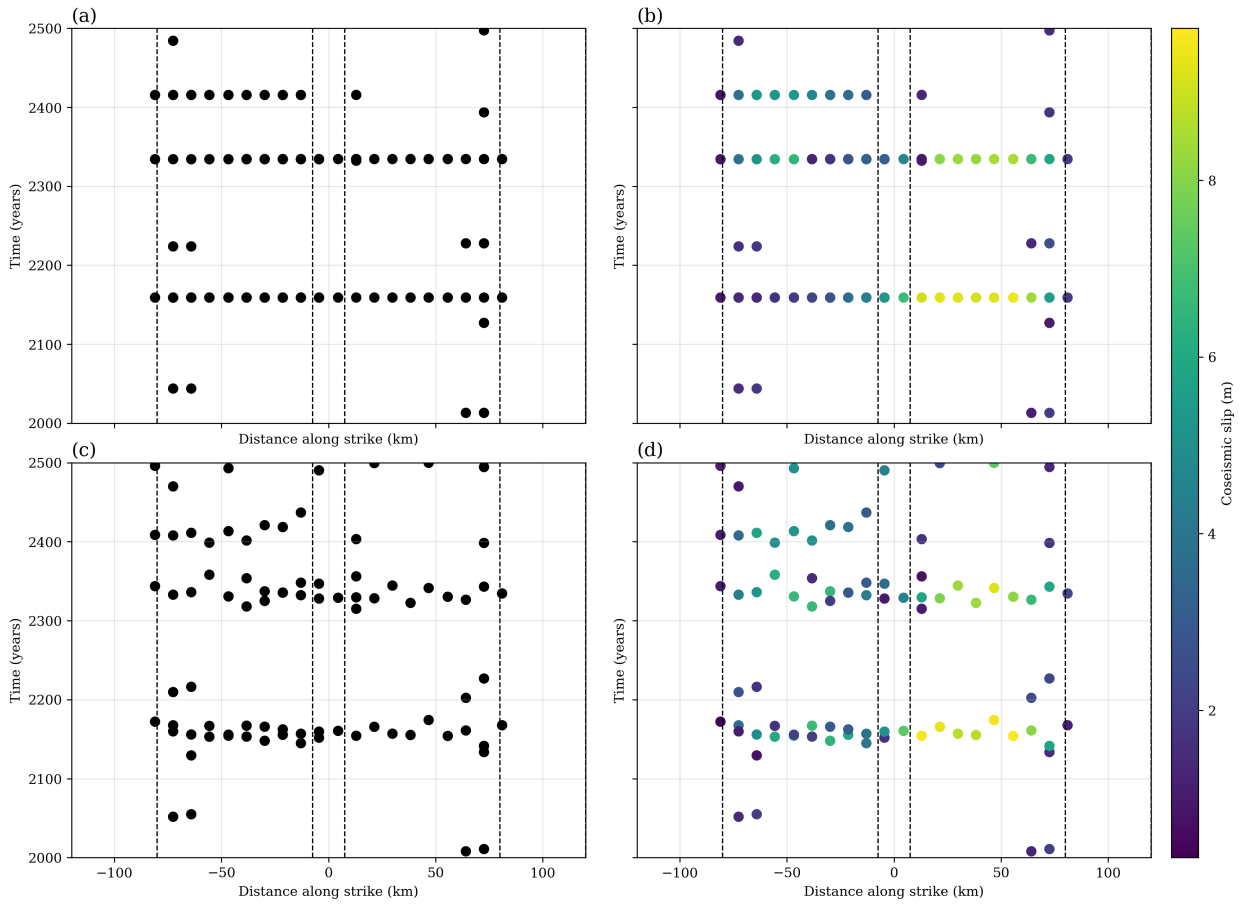 (a)
(b)
2500
2400
2300
2200
2100
2000
Time (years)
Time (years)
Distance along strike (km)
Distance along strike (km)
8
6
4
2
Coseismic slip (m)
(c)
(d)
2500
2400
2300
2200
2100
2000
Time (years)
Time (years)
−100
−50
0
50
100
−100
−50
0
50
100
Distance along strike (km)
Distance along strike (km)